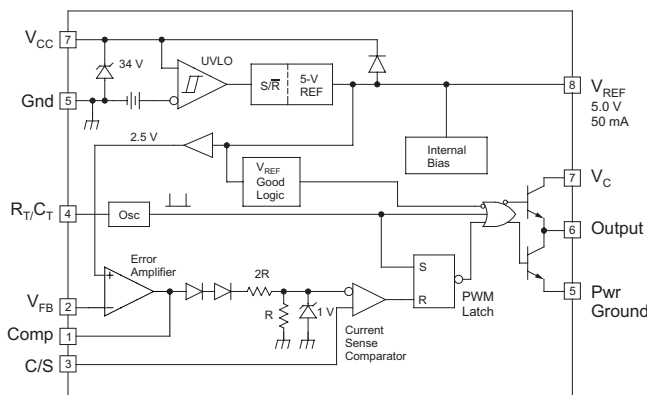 VCC
7
34 V
UVLO
S/R̅
5-V
REF
8
VREF
5.0 V
50 mA
Gnd
5
2.5 V
Internal
Bias
VREF
Good
Logic
7
VC
RT/CT
4
Osc
6
Output
Error
Amplifier
+
−
2R
R
1 V
S
R
PWM
Latch
5
Pwr
Ground
VFB
2
Comp
1
Current
Sense
Comparator
C/S
3